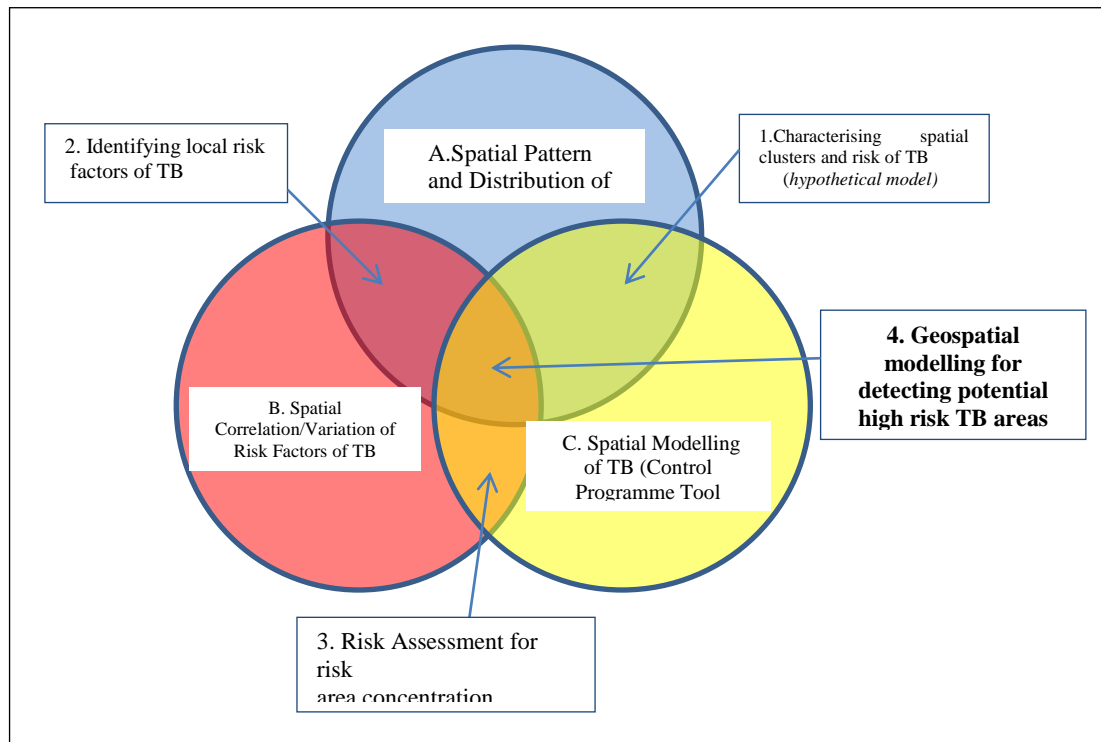 2. Identifying local risk
factors of TB
A.Spatial Pattern
and Distribution of
1.Characterising spatial
clusters and risk of TB
(hypothetical model)
4. Geospatial
modelling for
detecting potential
high risk TB areas
B. Spatial
Correlation/Variation of
Risk Factors of TB
C. Spatial Modelling
of TB (Control
Programme Tool
3. Risk Assessment for
risk
area concentration